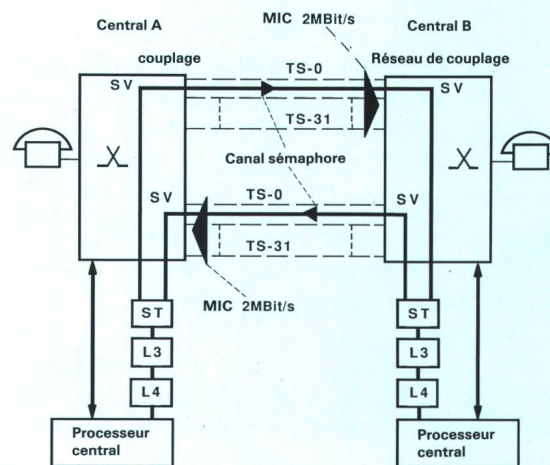 MIC 2MBit/s
Central A
Central B
couplage
Réseau de couplage
TS-0
SV
SV
TS-31
Canal sémaphore
TS-0
SV
SV
TS-31
MIC 2MBit/s
ST
ST
L3
L3
L4
L4
Processeur
central
Processeur
central